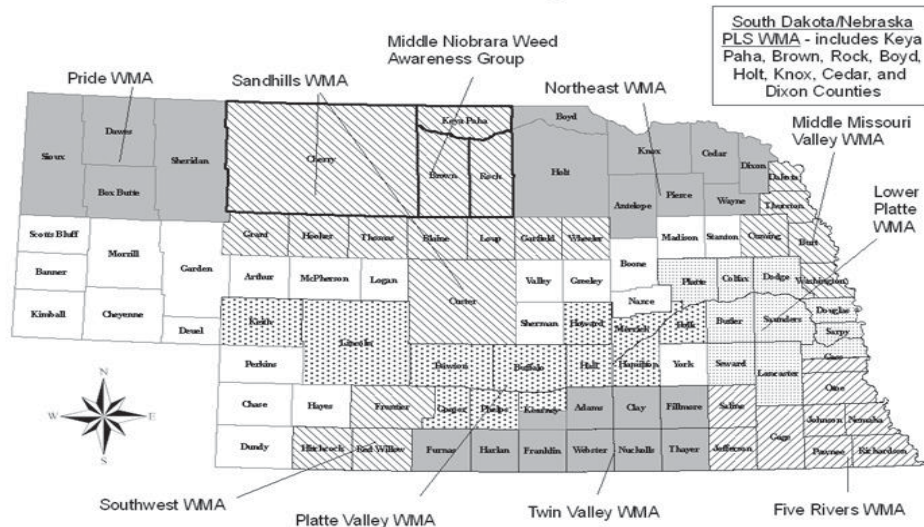 South Dakota/Nebraska
PLS WMA - includes Keya
Paha, Brown, Rock, Boyd,
Holt, Knox, Cedar, and
Dixon Counties
Middle Niobrara Weed
Awareness Group
Pride WMA
Sandhills WMA
Northeast WMA
Middle Missouri
Valley WMA
Lower
Platte
WMA
Sioux
Dawes
Box Butte
Sheridan
Cherry
Keya Paha
Brown
Rock
Boyd
Holt
Knox
Cedar
Dixon
Dakota
Antelope
Pierce
Wayne
Thurston
Scotts Bluff
Banner
Kimball
Morrill
Cheyenne
Garden
Deuel
Grant
Hooker
Thomas
Blaine
Loup
Garfield
Wheeler
Boone
Madison
Stanton
Cuming
Burt
Arthur
McPherson
Logan
Custer
Valley
Greeley
Nance
Platte
Colfax
Dodge
Washington
Keith
Lincoln
Sherman
Howard
Merrick
Polk
Butler
Saunders
Douglas
Sarpy
Perkins
Dawson
Buffalo
Hall
Hamilton
York
Seward
Lancaster
Cass
Otoe
Chase
Hayes
Frontier
Gosper
Phelps
Kearney
Adams
Clay
Fillmore
Saline
Gage
Johnson
Nemaha
Dundy
Hitchcock
Red Willow
Furnas
Harlan
Franklin
Webster
Nuckolls
Thayer
Jefferson
Pawnee
Richardson
N
W
E
S
Southwest WMA
Platte Valley WMA
Twin Valley WMA
Five Rivers WMA